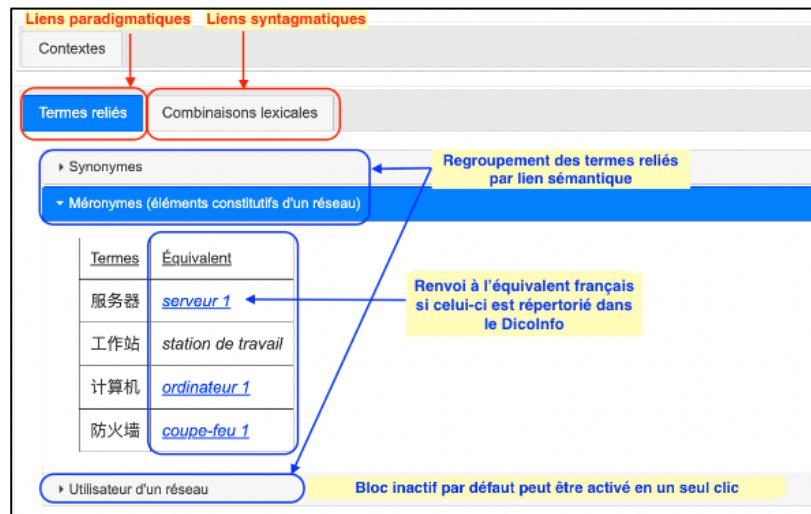 Liens paradigmatiques Liens syntagmatiques
Contextes
Termes reliés Combinaisons lexicales
Synonymes
Regroupement des termes reliés
par lien sémantique
Méronymes (éléments constitutifs d'un réseau)
Termes Équivalent
服务器 serveur 1
Renvoi à l'équivalent français
si celui-ci est répertorié dans
le DicoInfo
工作站 station de travail
计算机 ordinateur 1
防火墙 coupe-feu 1
Utilisateur d'un réseau Bloc inactif par défaut peut être activé en un seul clic